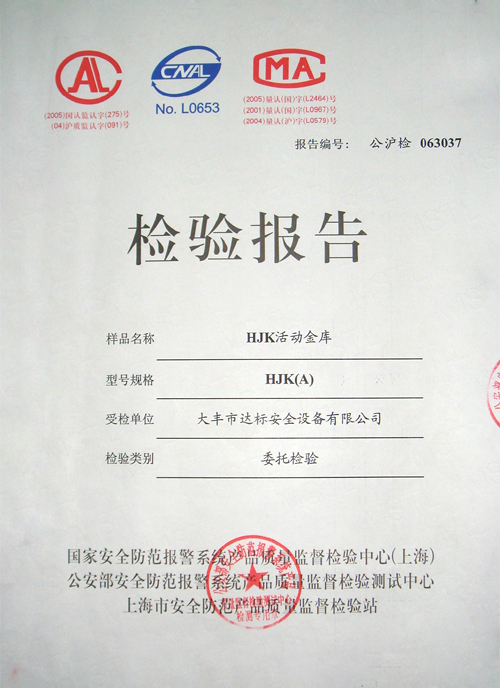 AL
CNAL
MA
No. L0653
(2005)国认监认字(275)号
(04)沪质监认字(091)号
(2005)量认(国)字(L2464)号
(2001)量认(国)字(L0967)号
(2004)量认(沪)字(L0579)号
报告编号: 公沪检 063037
检验报告
样品名称 HJK活动金库
型号规格 HJK(A)
受检单位 大丰市达标安全设备有限公司
检验类别 委托检验
国家安全防范报警系统产品质量监督检验中心(上海)
公安部安全防范报警系统产品质量监督检验测试中心
上海市安全防范产品质量监督检验站
检测专用章